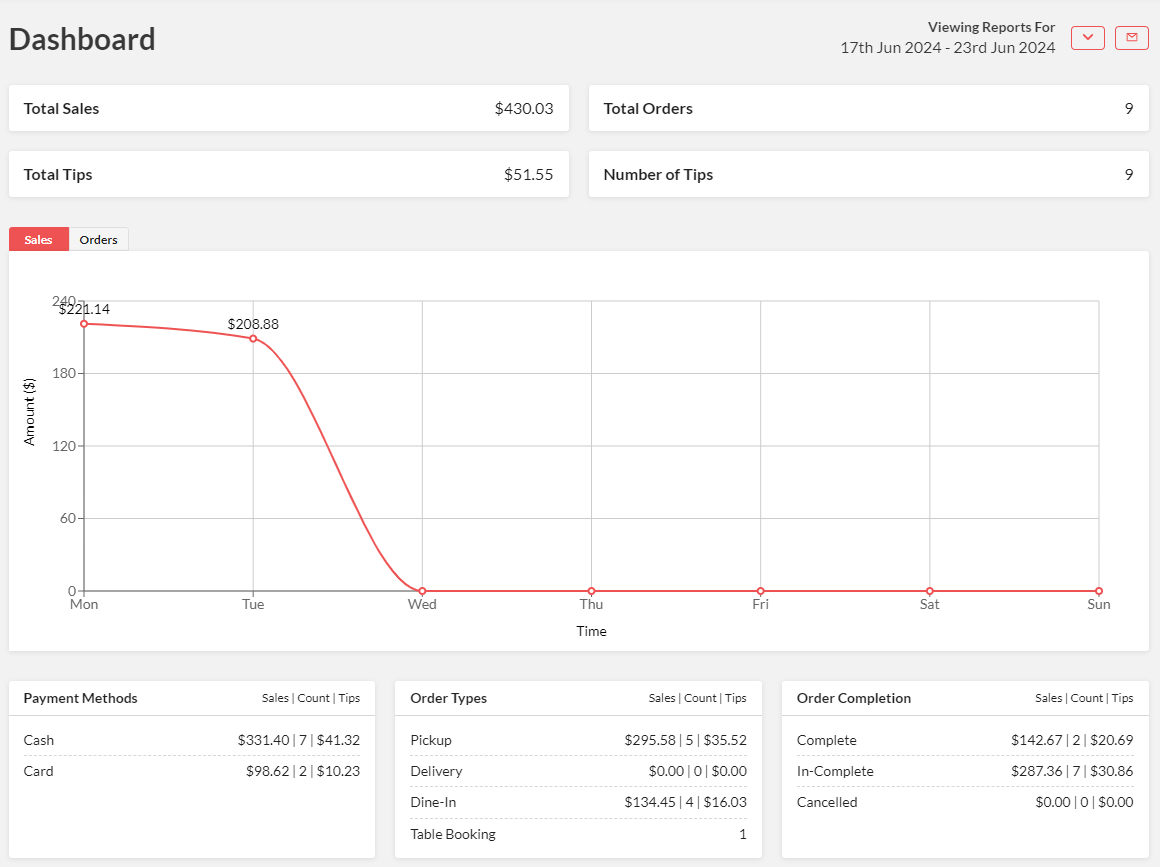 Dashboard
Viewing Reports For
17th Jun 2024 - 23rd Jun 2024
Total Sales $430.03
Total Orders 9
Total Tips $51.55
Number of Tips 9
Sales Orders
240
$221.14
$208.88
180
120
60
0
Amount ($)
Mon Tue Wed Thu Fri Sat Sun
Time
Payment Methods Sales | Count | Tips
Cash $331.40 | 7 | $41.32
Card $98.62 | 2 | $10.23
Order Types Sales | Count | Tips
Pickup $295.58 | 5 | $35.52
Delivery $0.00 | 0 | $0.00
Dine-In $134.45 | 4 | $16.03
Table Booking 1
Order Completion Sales | Count | Tips
Complete $142.67 | 2 | $20.69
In-Complete $287.36 | 7 | $30.86
Cancelled $0.00 | 0 | $0.00